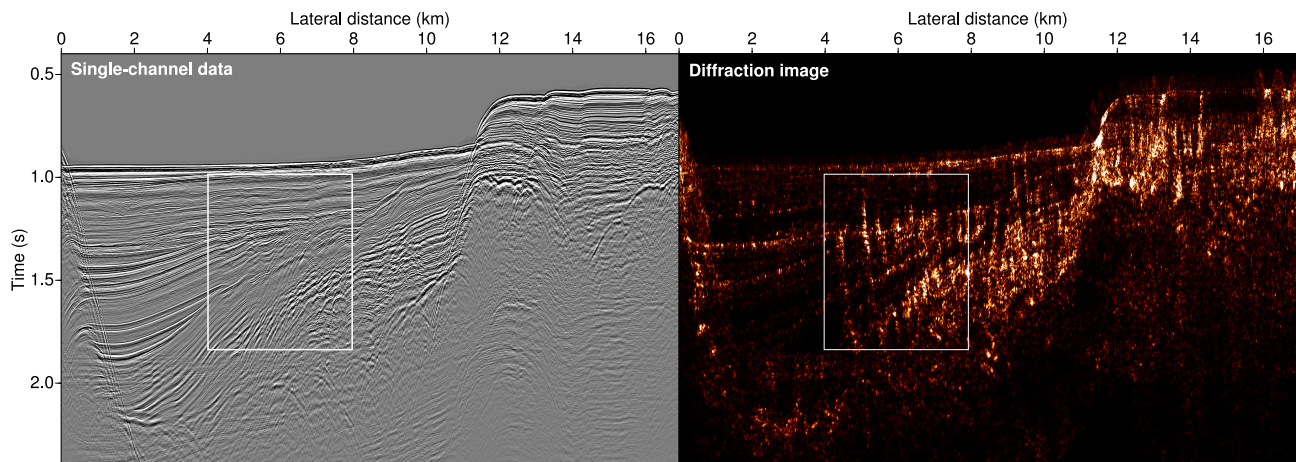 Lateral distance (km)
Lateral distance (km)
0 2 4 6 8 10 12 14 16 0 2 4 6 8 10 12 14 16
Single-channel data
Diffraction image
0.5
1.0
1.5
2.0
Time (s)